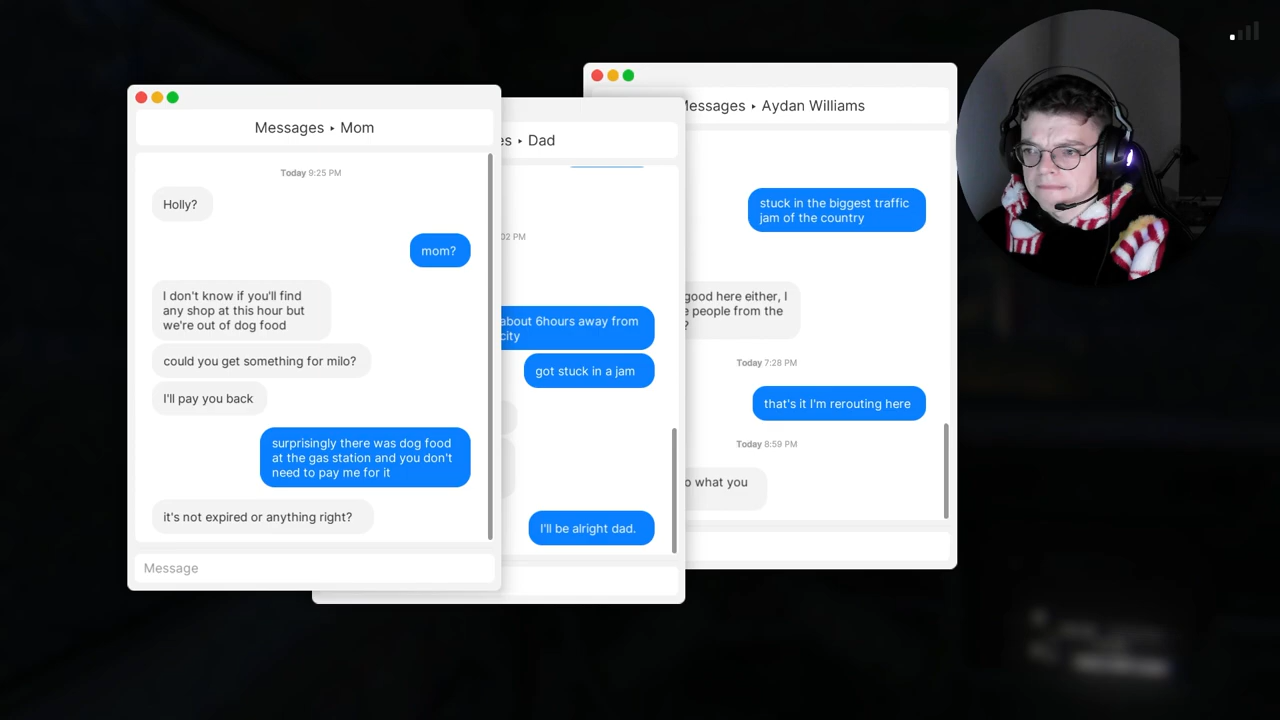 Messages ‣ Mom
Today 9:25 PM
Holly?
mom?
I don't know if you'll find
any shop at this hour but
we're out of dog food
could you get something for milo?
I'll pay you back
surprisingly there was dog food
at the gas station and you don't
need to pay me for it
it's not expired or anything right?
Message
es ‣ Dad
02 PM
about 6hours away from
city
got stuck in a jam
I'll be alright dad.
Messages ‣ Aydan Williams
stuck in the biggest traffic
jam of the country
good here either, I
e people from the
?
Today 7:28 PM
that's it I'm rerouting here
Today 8:59 PM
o what you